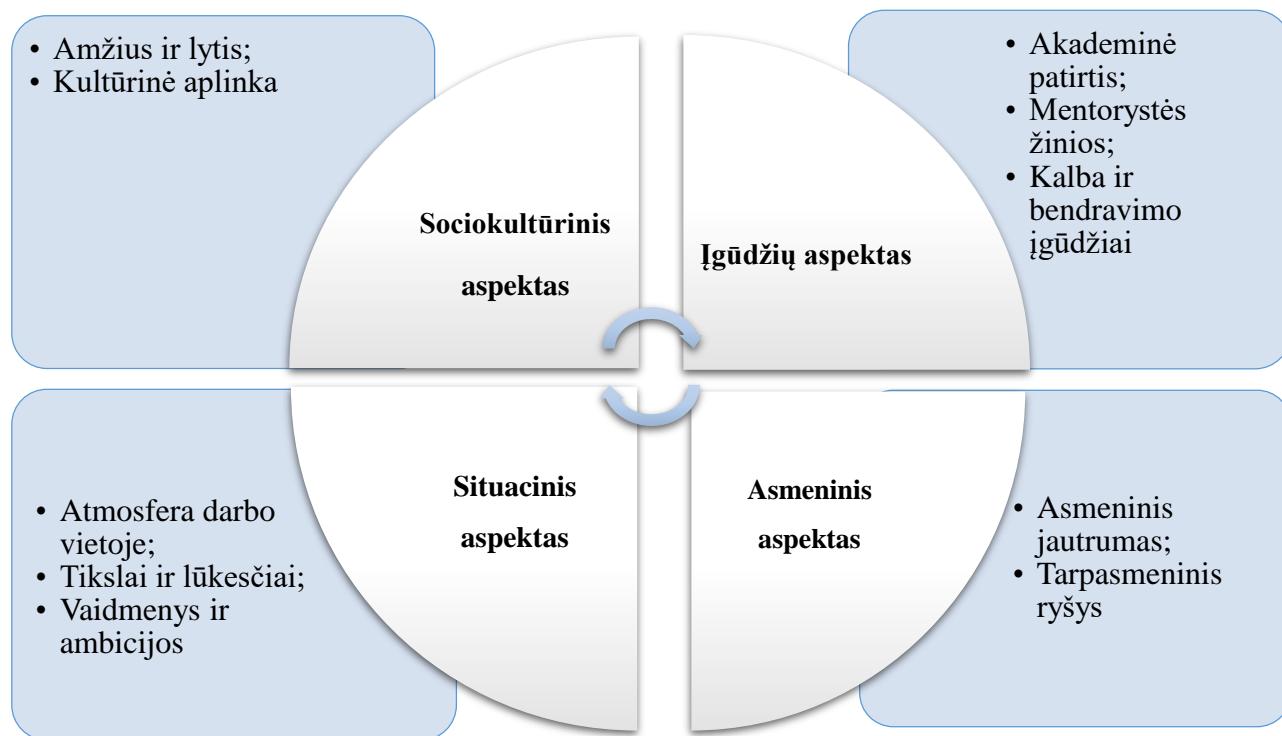 • Amžius ir lytis;
• Kultūrinė aplinka
Sociokultūrinis
aspektas
Įgūdžių aspektas
• Akademinė
patirtis;
• Mentorystės
žinios;
• Kalba ir
bendravimo
įgūdžiai
• Atmosfera darbo
vietoje;
• Tikslai ir lūkesčiai;
• Vaidmenys ir
ambicijos
Situacinis
aspektas
Asmeninis
aspektas
• Asmeninis
jautrumas;
• Tarpasmeninis
ryšys